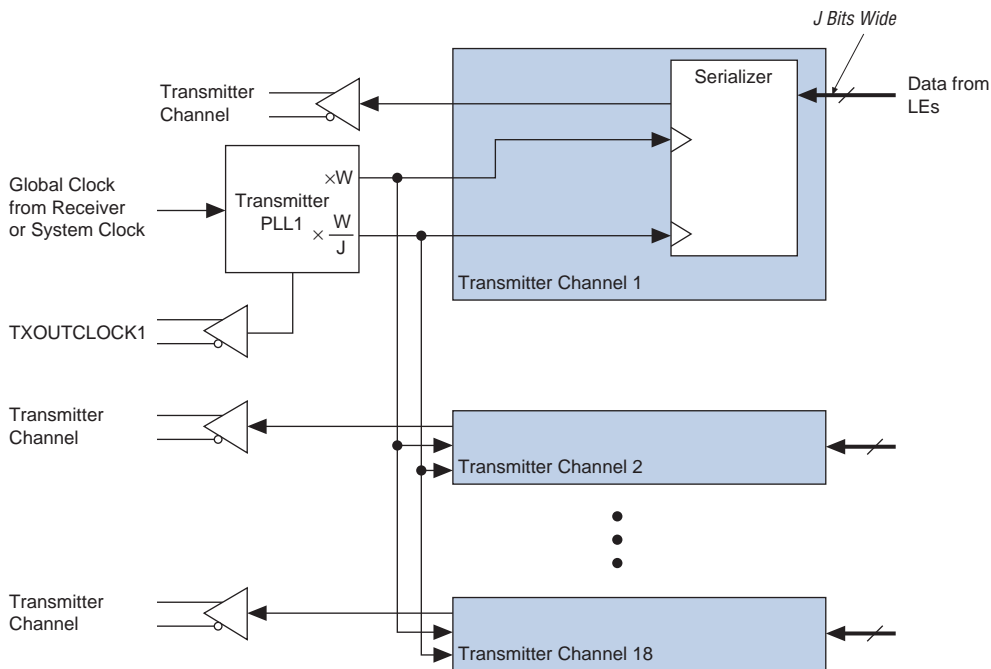 J Bits Wide
Serializer
Transmitter
Channel
Data from
LEs
Global Clock
from Receiver
or System Clock
×W
Transmitter
PLL1
× W
J
Transmitter Channel 1
TXOUTCLOCK1
Transmitter
Channel
Transmitter Channel 2
Transmitter
Channel
Transmitter Channel 18